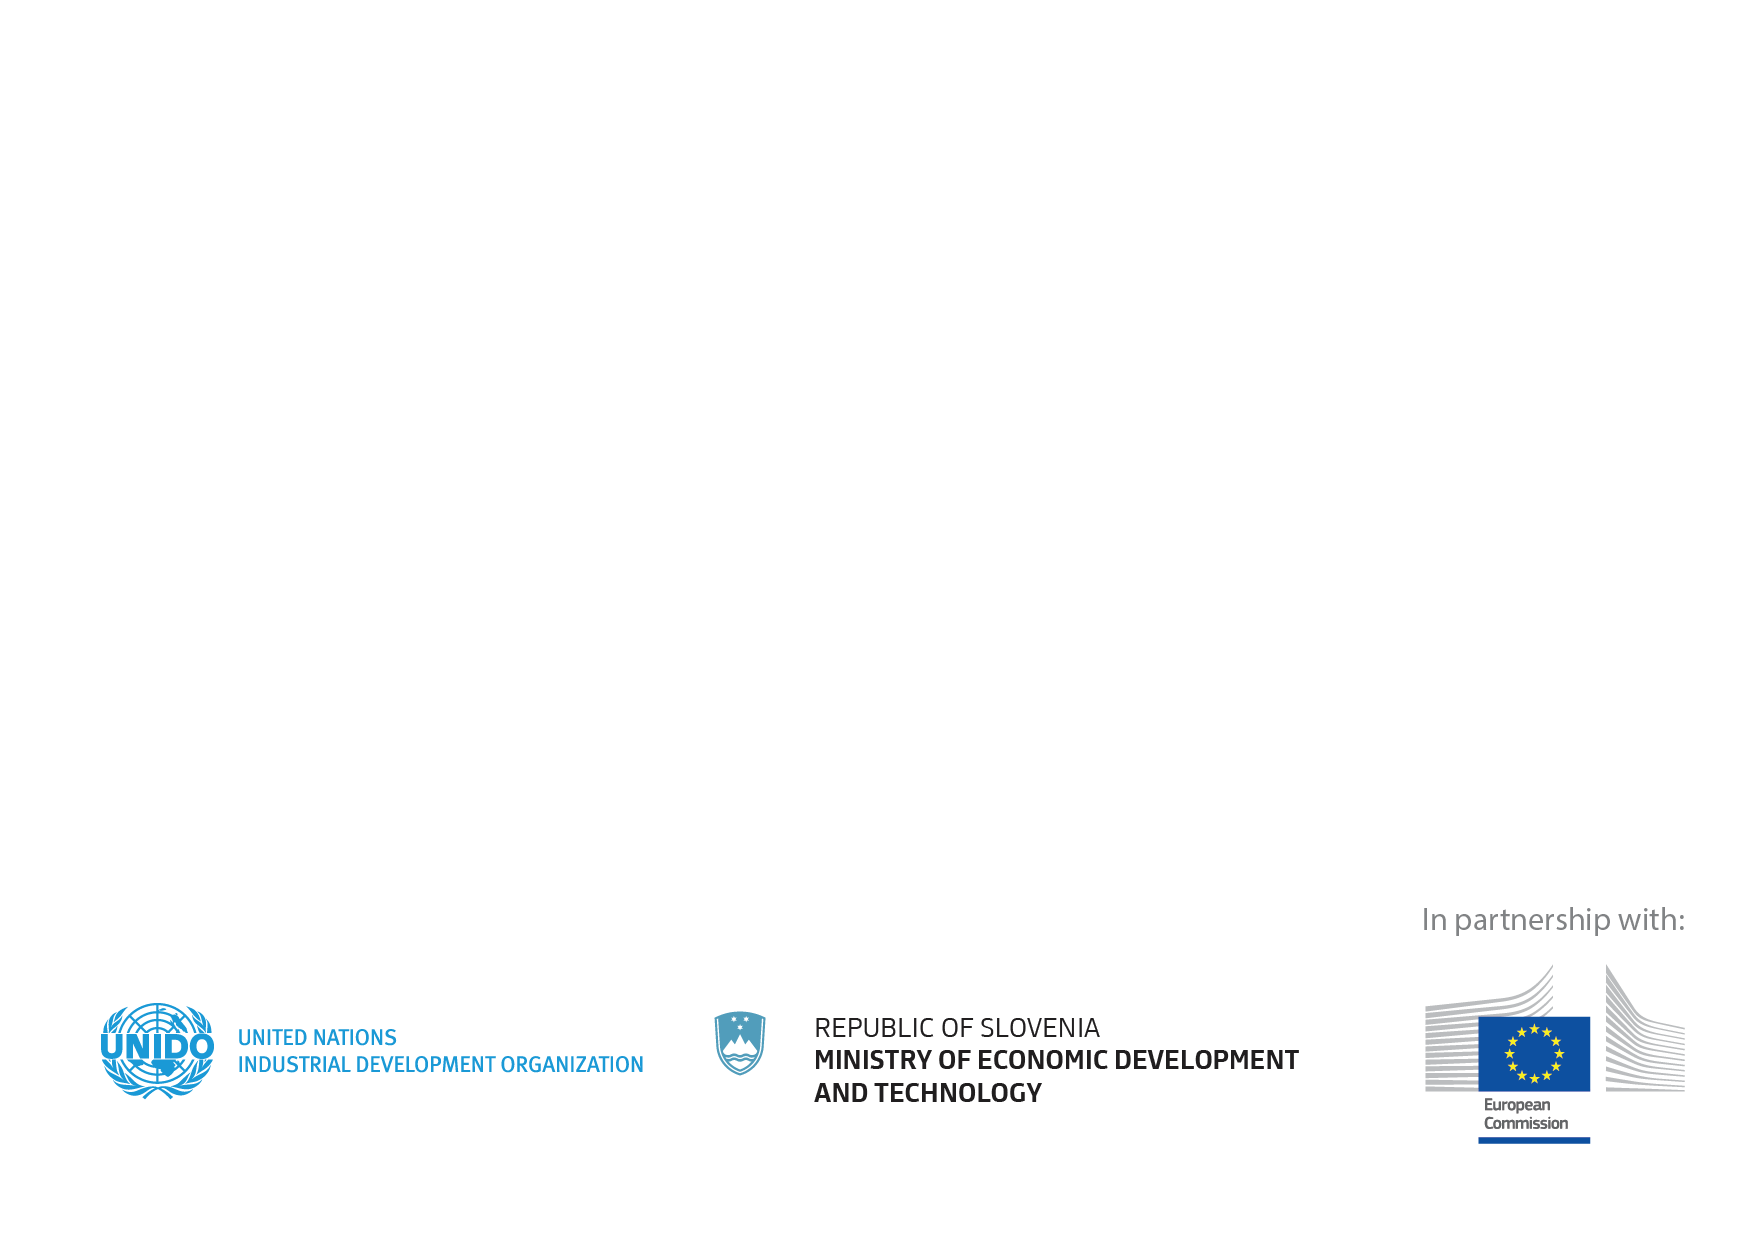 In partnership with:
UNIDO
UNITED NATIONS
INDUSTRIAL DEVELOPMENT ORGANIZATION
REPUBLIC OF SLOVENIA
MINISTRY OF ECONOMIC DEVELOPMENT
AND TECHNOLOGY
European
Commission